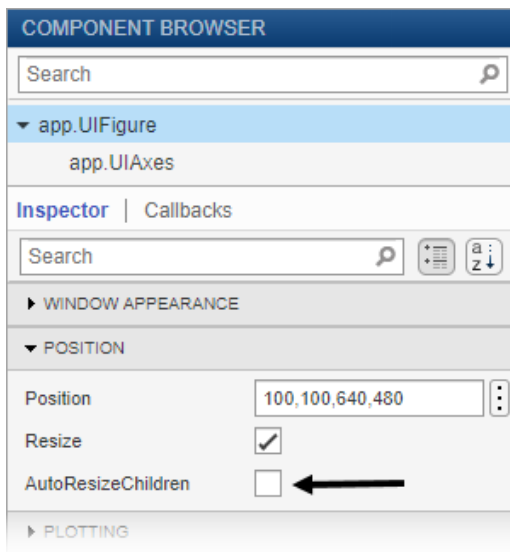 COMPONENT BROWSER
Search
app.UIFigure
app.UIAxes
Inspector | Callbacks
Search
a
z
WINDOW APPEARANCE
POSITION
Position 100,100,640,480
Resize
AutoResizeChildren
PLOTTING